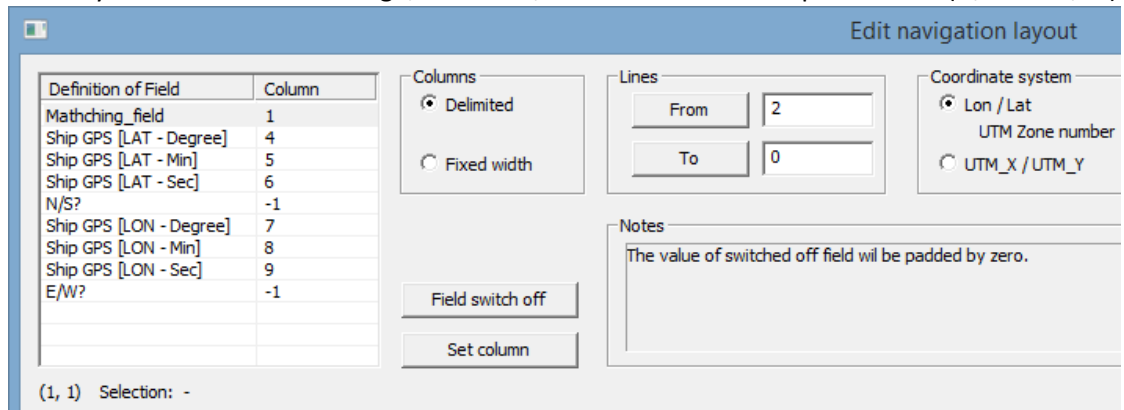 Edit navigation layout
Definition of Field Column
Mathching_field 1
Ship GPS [LAT - Degree] 4
Ship GPS [LAT - Min] 5
Ship GPS [LAT - Sec] 6
N/S? -1
Ship GPS [LON - Degree] 7
Ship GPS [LON - Min] 8
Ship GPS [LON - Sec] 9
E/W? -1
(1, 1) Selection: -
Columns
Delimited
Fixed width
Field switch off
Set column
Lines
From 2
To 0
Coordinate system
Lon / Lat
UTM Zone number
UTM_X / UTM_Y
Notes
The value of switched off field wil be padded by zero.